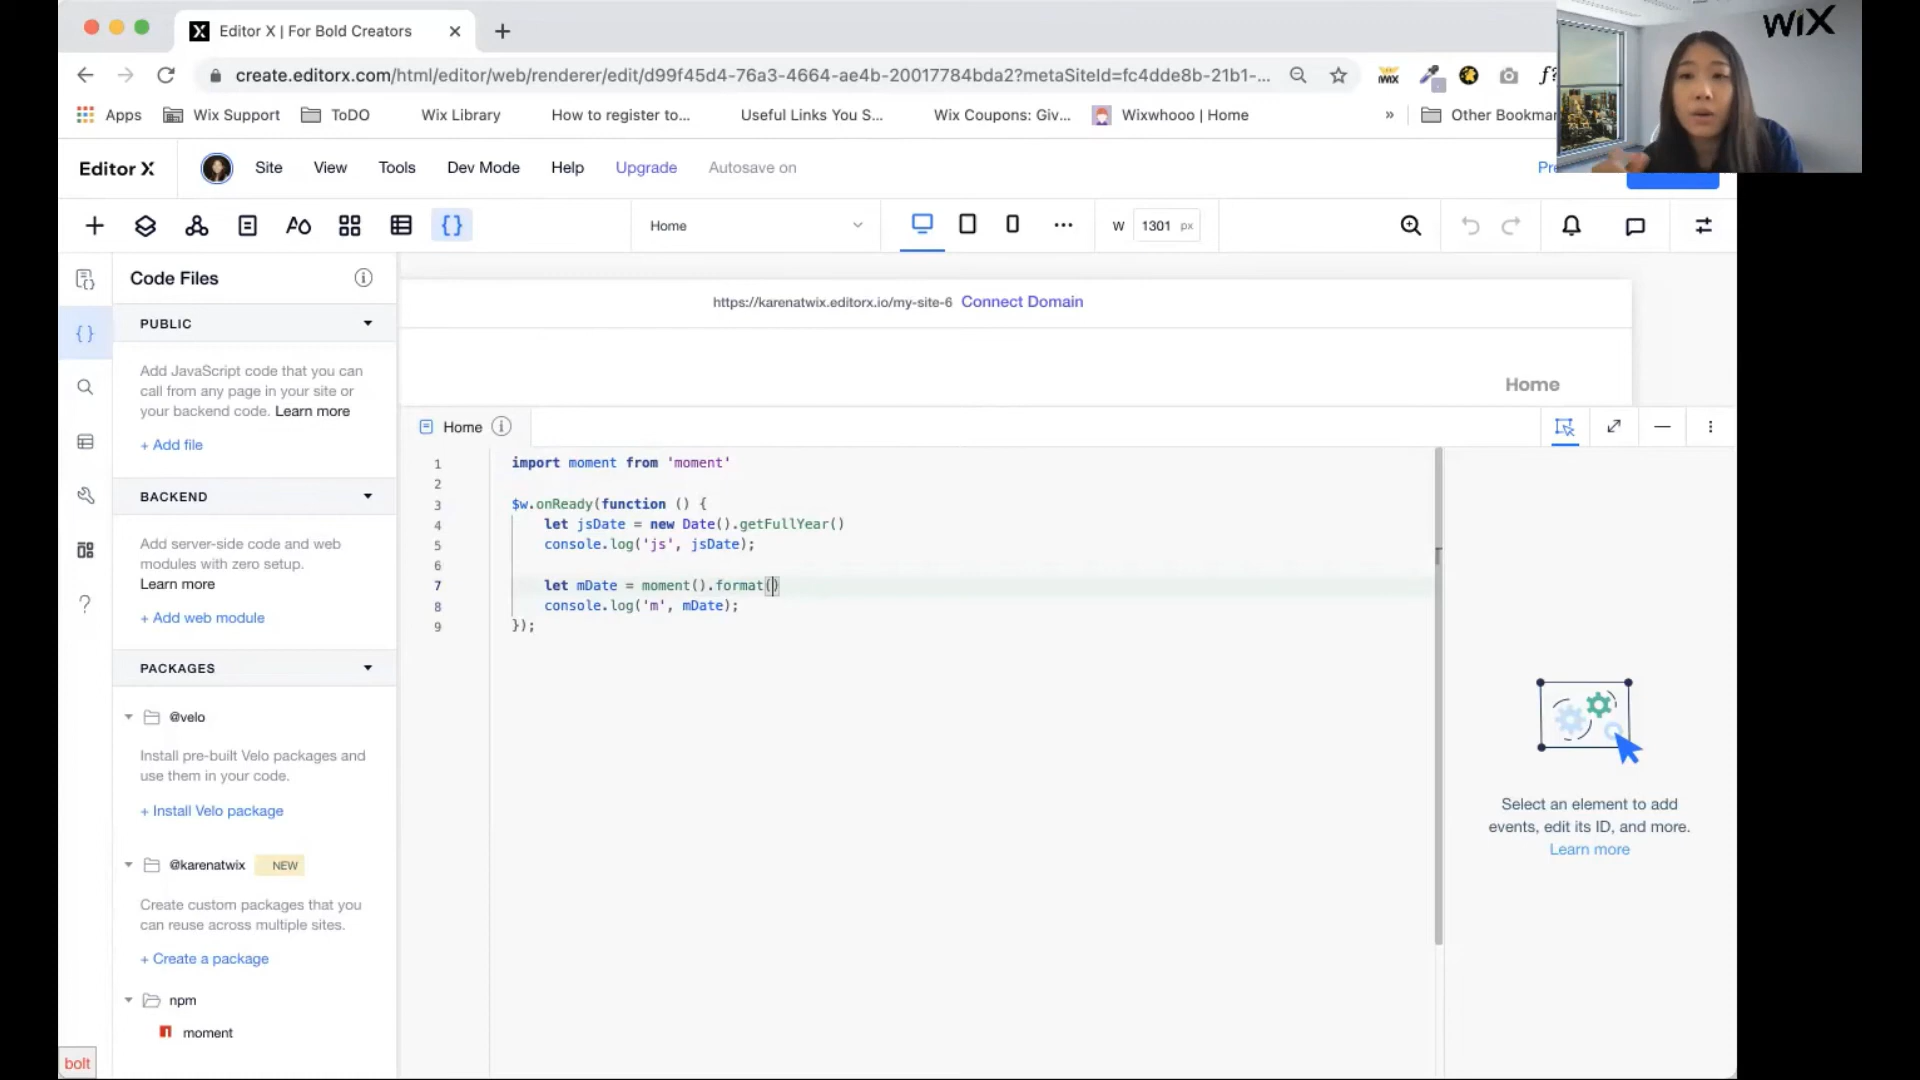 Editor X | For Bold Creators
WiX
create.editorx.com/html/editor/web/renderer/edit/d99f45d4-76a3-4664-ae4b-20017784bda2?metaSiteId=fc4dde8b-21b1-...
WIX
f?
Apps
Wix Support
ToDO
Wix Library
How to register to...
Useful Links You S...
Wix Coupons: Giv...
Wixwhooo | Home
»
Other Bookmar
Editor X
Site
View
Tools
Dev Mode
Help
Upgrade
Autosave on
Pre
{}
Home
W 1301 px
Code Files
https://karenatwix.editorx.io/my-site-6 Connect Domain
PUBLIC
Add JavaScript code that you can
call from any page in your site or
your backend code. Learn more
+ Add file
Home
Home
BACKEND
Add server-side code and web
modules with zero setup.
Learn more
+ Add web module
PACKAGES
@velo
Install pre-built Velo packages and
use them in your code.
+ Install Velo package
@karenatwix NEW
Create custom packages that you
can reuse across multiple sites.
+ Create a package
npm
moment
bolt
1 import moment from 'moment'
2
3 $w.onReady(function () {
4 let jsDate = new Date().getFullYear()
5 console.log('js', jsDate);
6
7 let mDate = moment().format()
8 console.log('m', mDate);
9 });
Select an element to add
events, edit its ID, and more.
Learn more